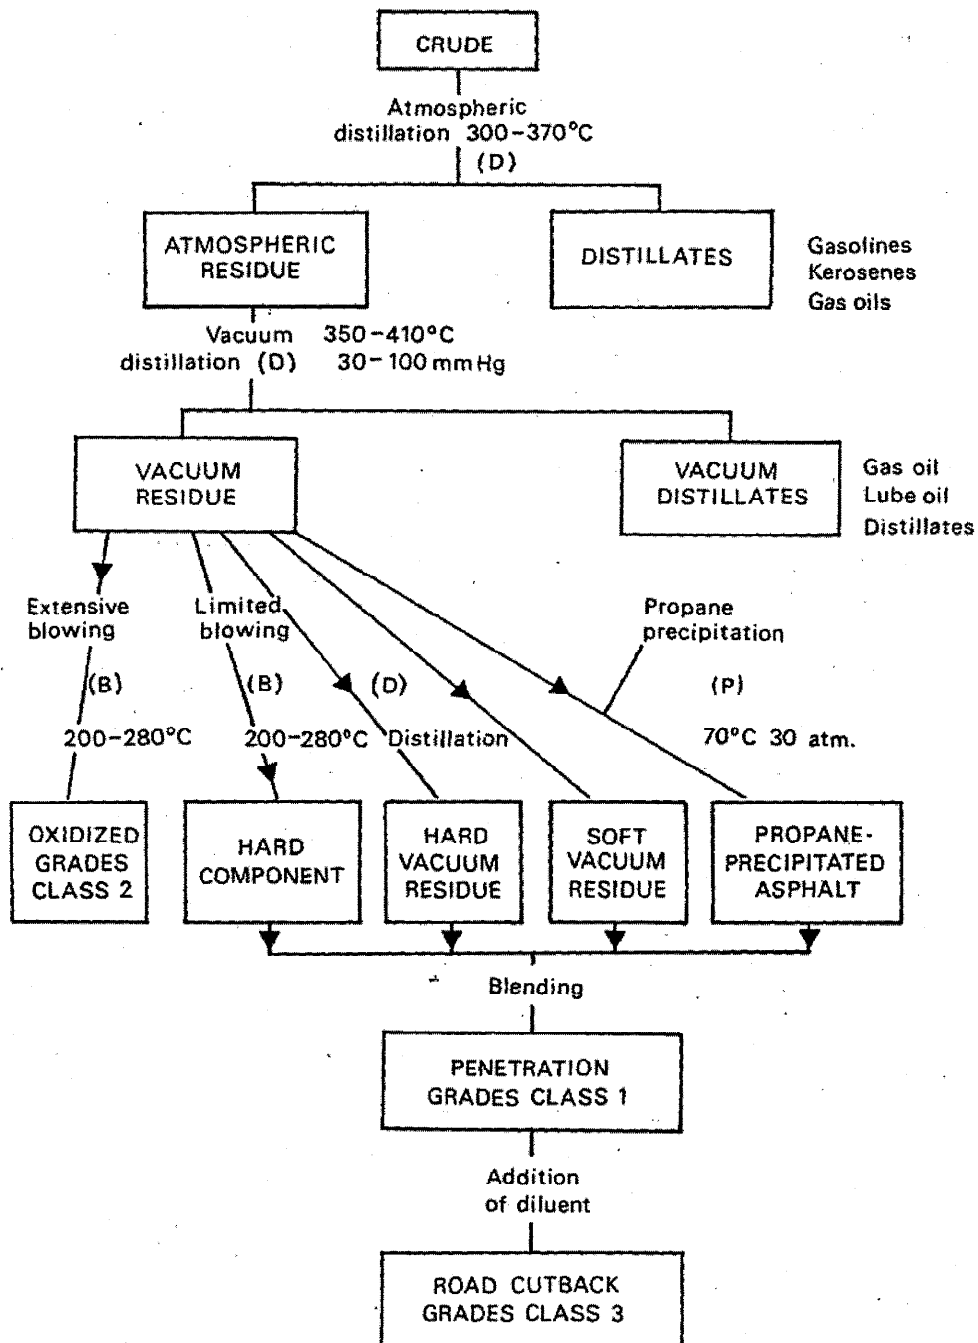 CRUDE
Atmospheric
distillation 300-370°C
(D)
ATMOSPHERIC
RESIDUE
DISTILLATES
Gasolines
Kerosenes
Gas oils
Vacuum 350-410°C
distillation (D) 30-100 mm Hg
VACUUM
RESIDUE
VACUUM
DISTILLATES
Gas oil
Lube oil
Distillates
Extensive
blowing
Limited
blowing
Propane
precipitation
(B)
(B)
(D)
(P)
200-280°C
200-280°C
Distillation
70°C 30 atm.
OXIDIZED
GRADES
CLASS 2
HARD
COMPONENT
HARD
VACUUM
RESIDUE
SOFT
VACUUM
RESIDUE
PROPANE-
PRECIPITATED
ASPHALT
Blending
PENETRATION
GRADES CLASS 1
Addition
of diluent
ROAD CUTBACK
GRADES CLASS 3